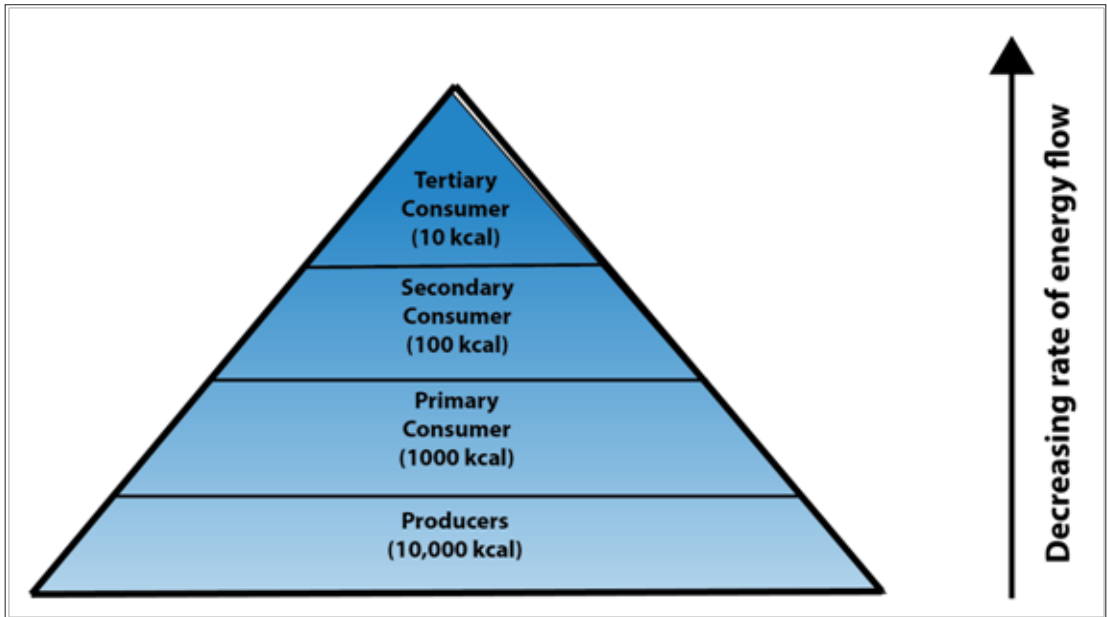 Tertiary
Consumer
(10 kcal)
Secondary
Consumer
(100 kcal)
Primary
Consumer
(1000 kcal)
Producers
(10,000 kcal)
Decreasing rate of energy flow